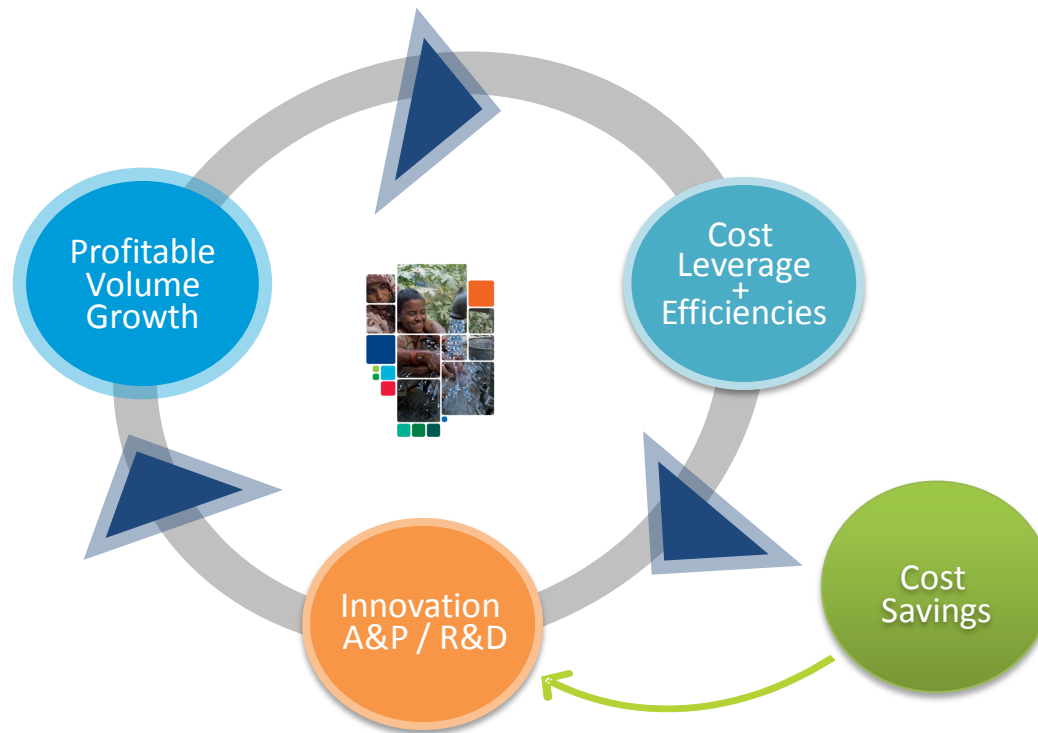 Profitable
Volume
Growth
Cost
Leverage
+
Efficiencies
Innovation
A&P / R&D
Cost
Savings